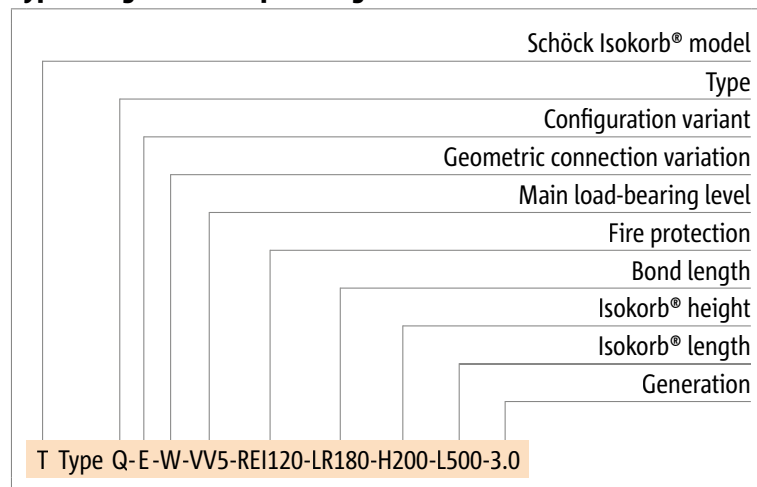 Schöck Isokorb® model
Type
Configuration variant
Geometric connection variation
Main load-bearing level
Fire protection
Bond length
Isokorb® height
Isokorb® length
Generation
T Type Q-E-W-VV5-REI120-LR180-H200-L500-3.0